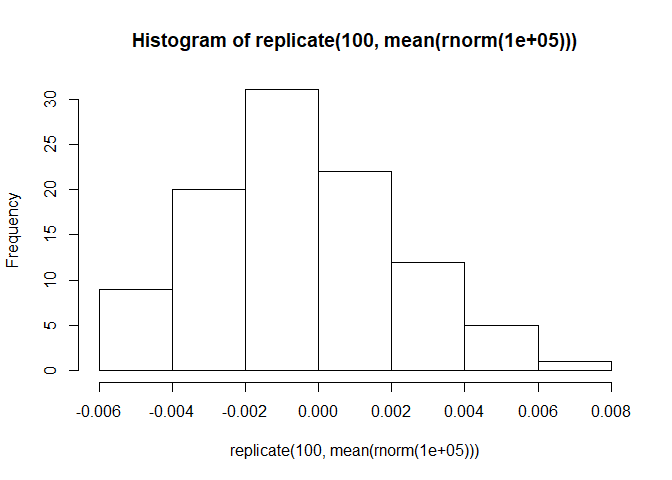 Histogram of replicate(100, mean(rnorm(1e+05)))
30
25
20
15
10
5
0
Frequency
-0.006 -0.004 -0.002 0.000 0.002 0.004 0.006 0.008
replicate(100, mean(rnorm(1e+05)))